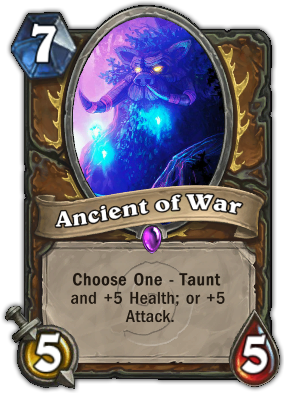 7
Ancient of War
Choose One - Taunt
and +5 Health; or +5
Attack.
5
5